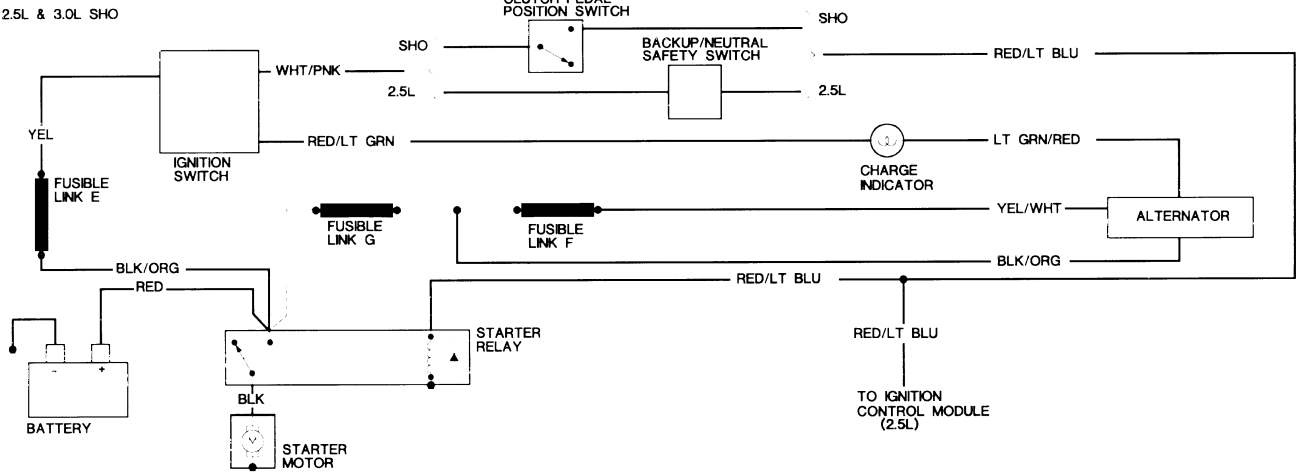 2.5L & 3.0L SHO
CLUTCH PEDAL
POSITION SWITCH
SHO
SHO
BACKUP/NEUTRAL
SAFETY SWITCH
RED/LT BLU
WHT/PNK
2.5L
2.5L
YEL
RED/LT GRN
LT GRN/RED
IGNITION
SWITCH
CHARGE
INDICATOR
FUSIBLE
LINK E
FUSIBLE
LINK G
FUSIBLE
LINK F
YEL/WHT
ALTERNATOR
BLK/ORG
BLK/ORG
RED
RED/LT BLU
STARTER
RELAY
RED/LT BLU
- +
BLK
TO IGNITION
CONTROL MODULE
(2.5L)
BATTERY
STARTER
MOTOR